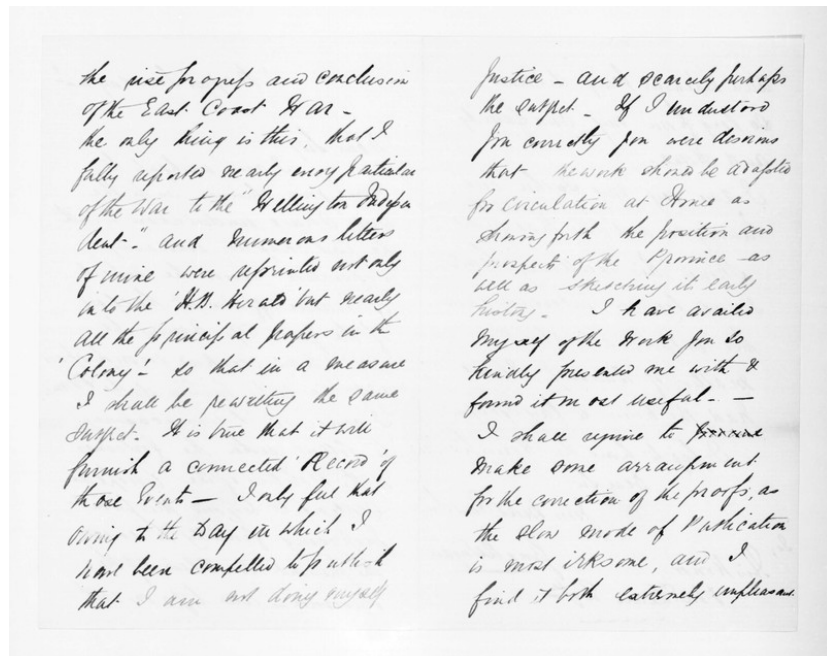 the rise progress and conclusion
of the East Coast War -
the only thing is this, that I
fully reported nearly every particular
of the War to the "Wellington Indepen
dent" and numerous letters
of mine were reprinted not only
into the 'H.B. Herald' but nearly
all the principal papers in the
'Colony' - so that in a measure
I shall be rewriting the same
subject. It is true that it will
furnish a connected 'Record' of
those Events - I only feel that
owing to the way in which I
have been compelled to publish
that I am not doing myself
Justice - and scarcely perhaps
the subject. If I understood
you correctly you were desirous
that the work should be adapted
for circulation at Home as
showing forth the position and
prospects of the Province - as
well as sketching it early
history. I have availed
myself of the Work you so
kindly presented me with &
found it most useful. -
I shall require to
make some arrangement
for the correction of the proofs, as
the slow mode of Publication
is most irksome, and I
find it both extremely unpleasant